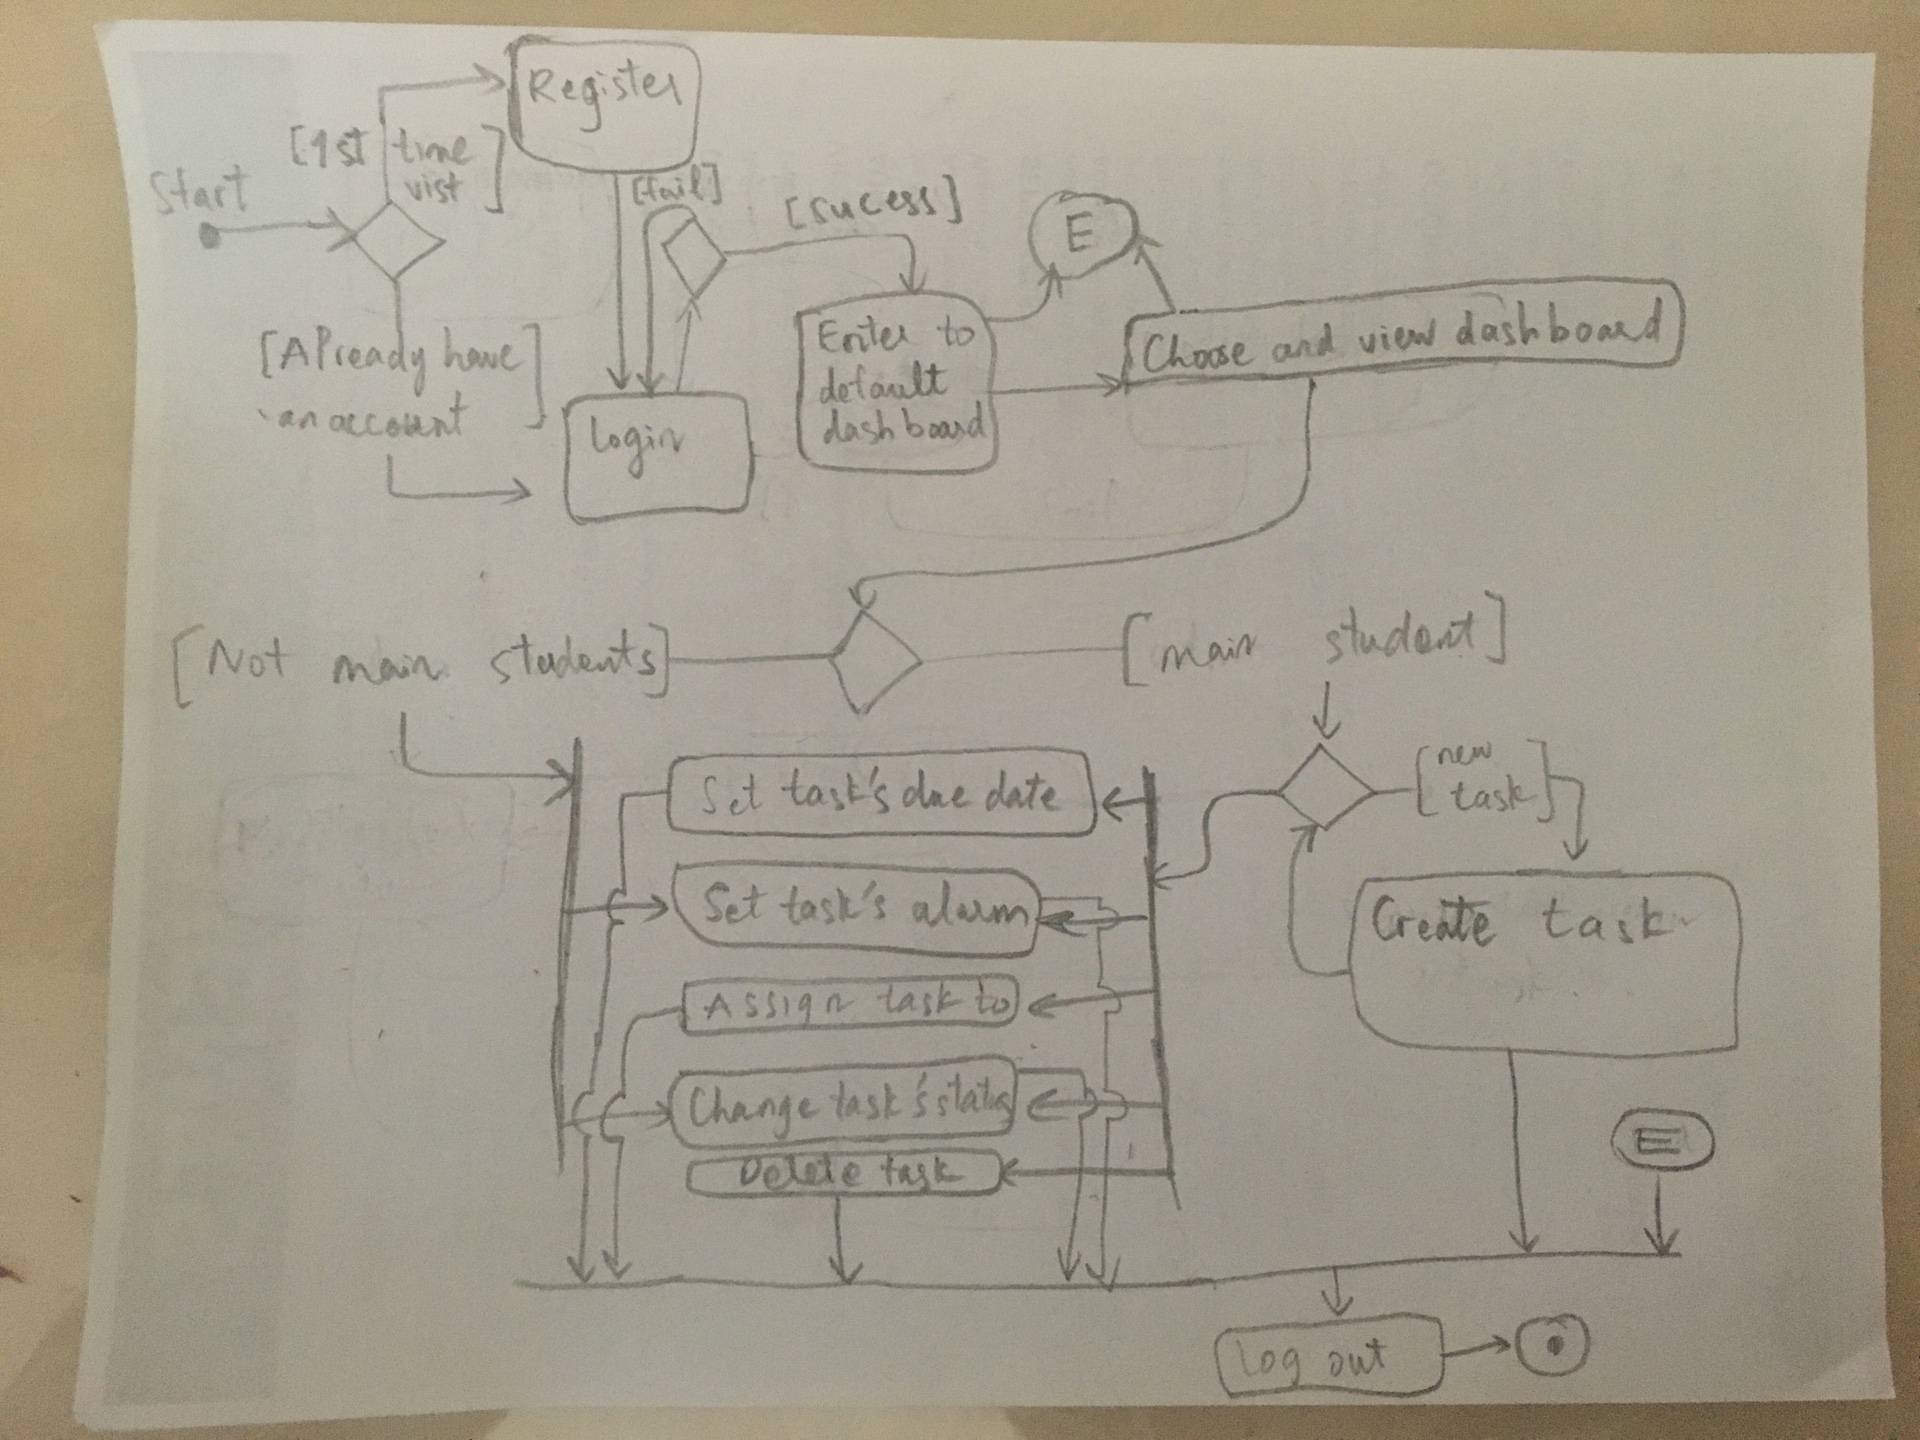 Register
[1st time
vist]
Start
[fail]
[sucess]
E
Enter to
default
dashboard
Choose and view dashboard
[Already have
an account]
Login
[Not main students]
[main student]
[new
task]
Set task's due date
Set task's alarm
Create task
Assign task to
Change task's status
Delete task
E
Log out